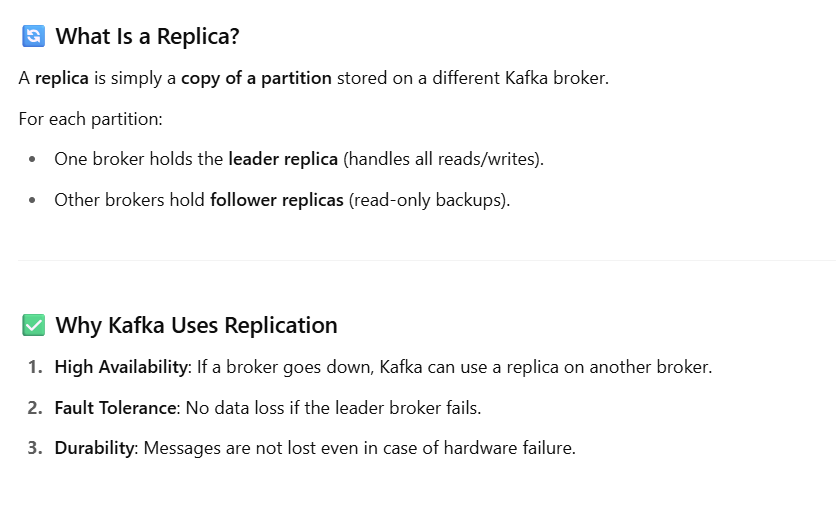 🔄 What Is a Replica?
A replica is simply a copy of a partition stored on a different Kafka broker.
For each partition:
• One broker holds the leader replica (handles all reads/writes).
• Other brokers hold follower replicas (read-only backups).
✅ Why Kafka Uses Replication
1. High Availability: If a broker goes down, Kafka can use a replica on another broker.
2. Fault Tolerance: No data loss if the leader broker fails.
3. Durability: Messages are not lost even in case of hardware failure.